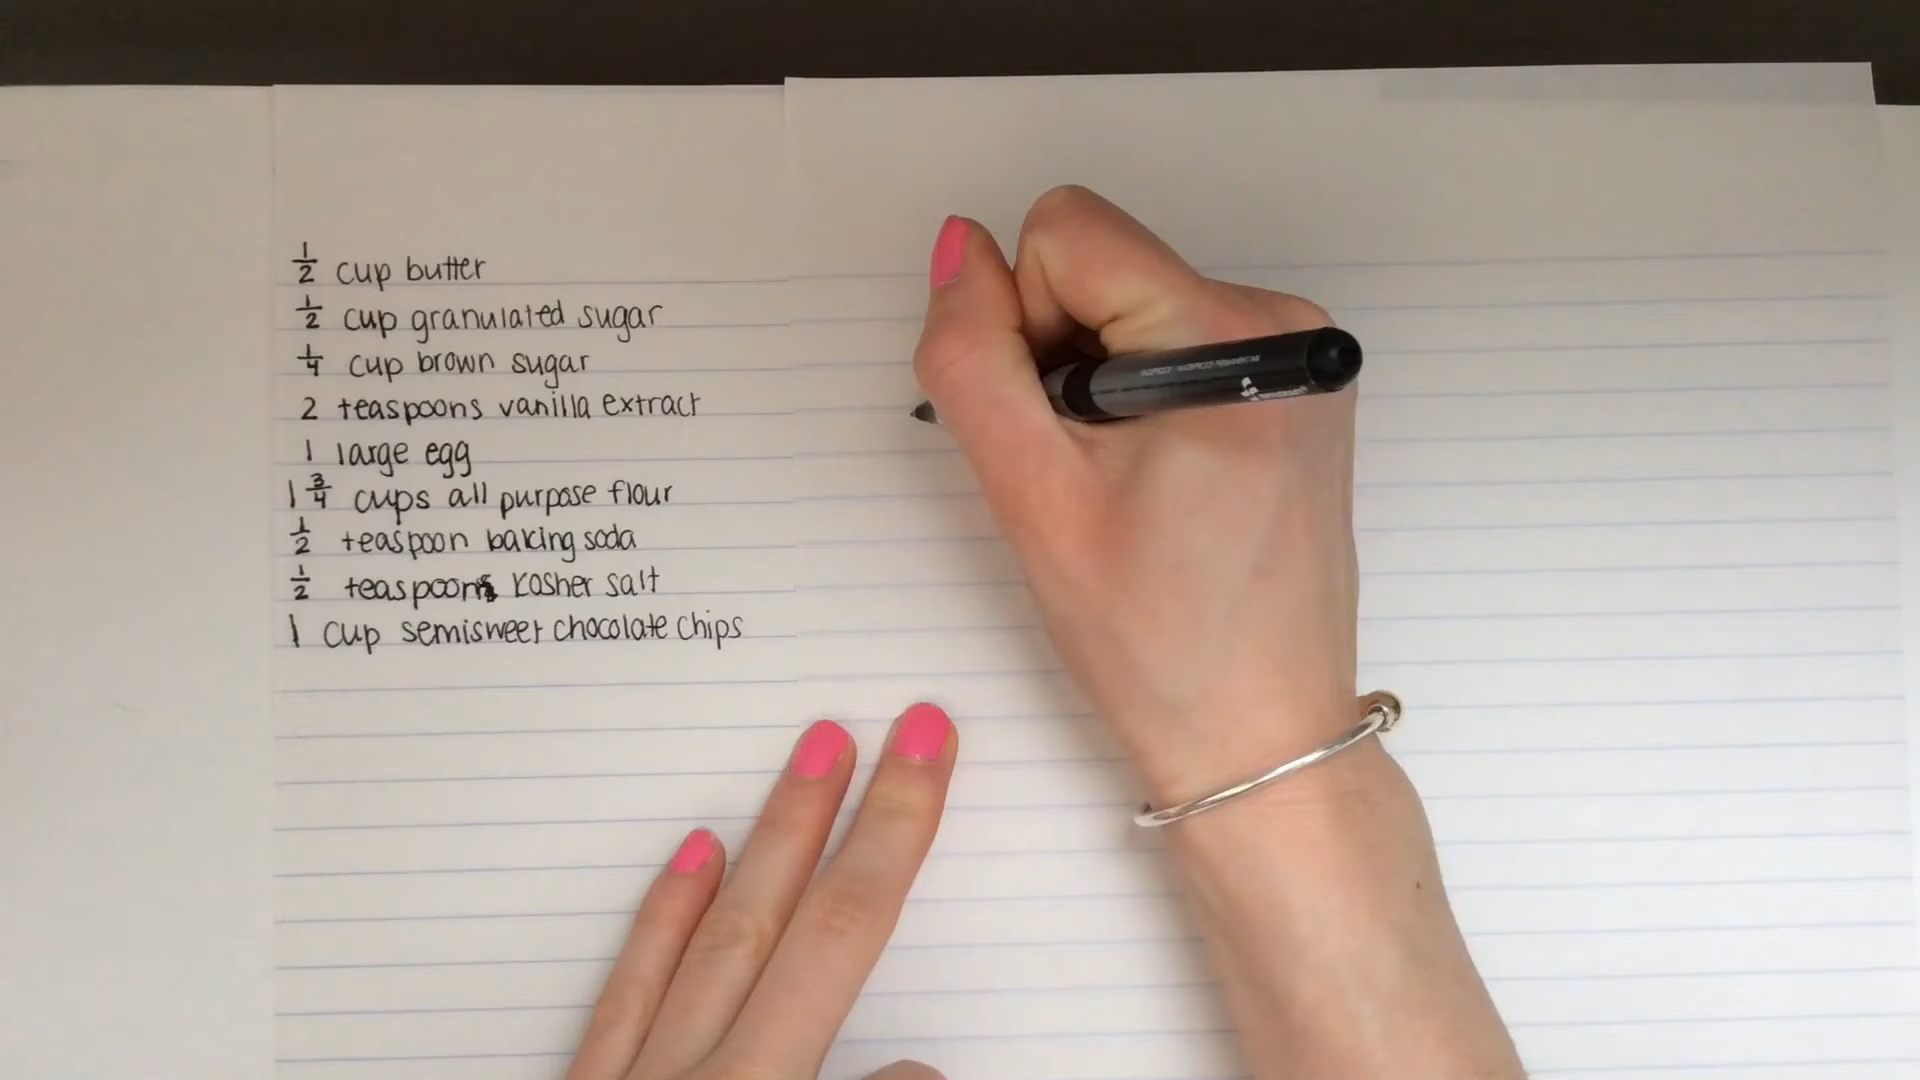 1/2 cup butter
1/2 cup granulated sugar
1/4 cup brown sugar
2 teaspoons vanilla extract
1 large egg
1 3/4 cups all purpose flour
1/2 teaspoon baking soda
1/2 teaspoon kosher salt
1 cup semisweet chocolate chips